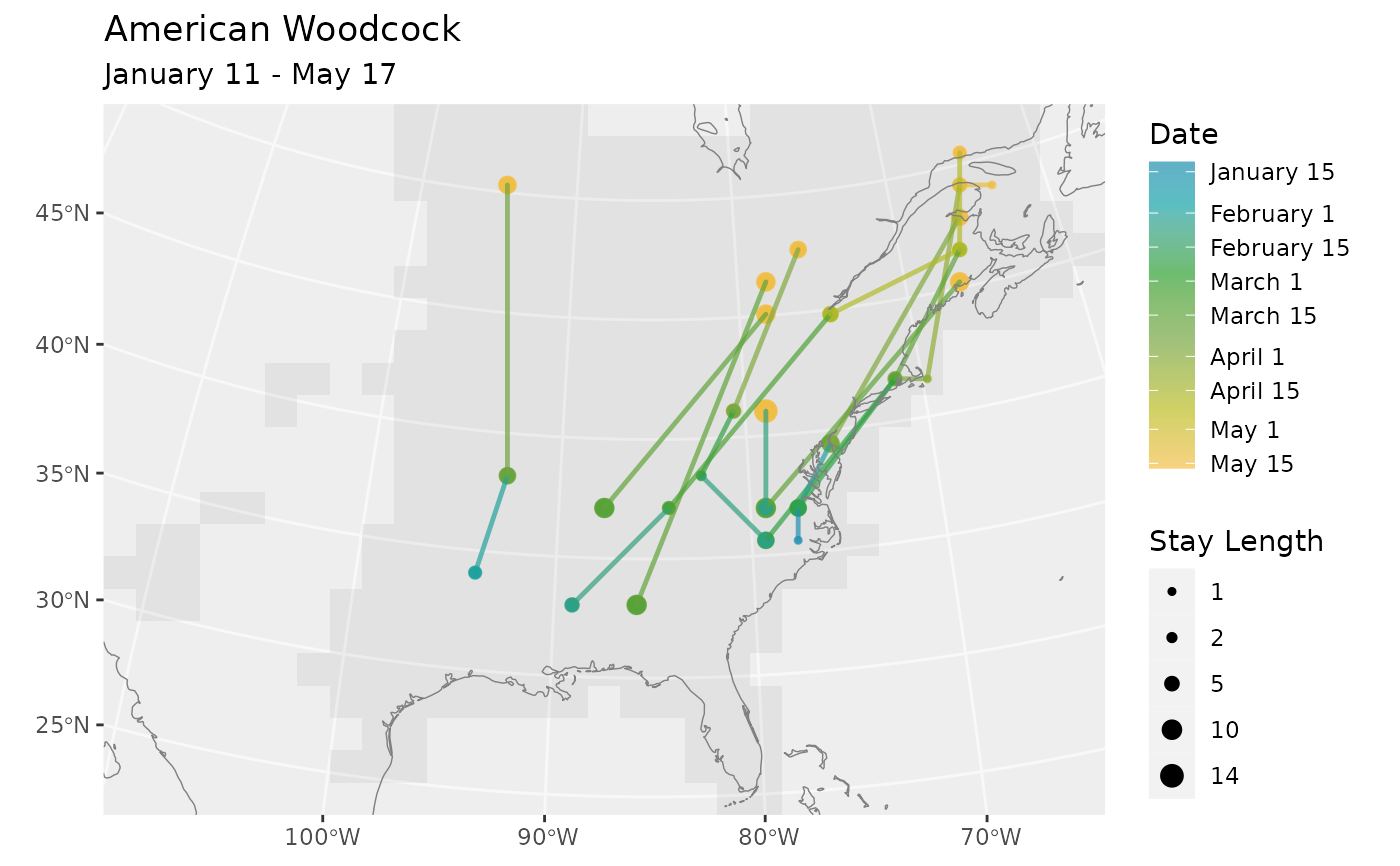 American Woodcock
January 11 - May 17
45°N
40°N
35°N
30°N
25°N
100°W
90°W
80°W
70°W
Date
January 15
February 1
February 15
March 1
March 15
April 1
April 15
May 1
May 15
Stay Length
1
2
5
10
14